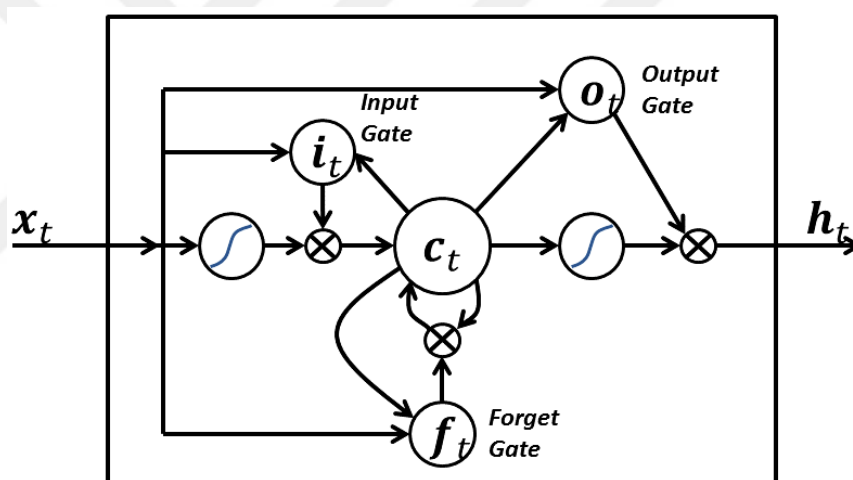 Output
Gate
o_t
Input
Gate
i_t
x_t
c_t
h_t
f_t
Forget
Gate